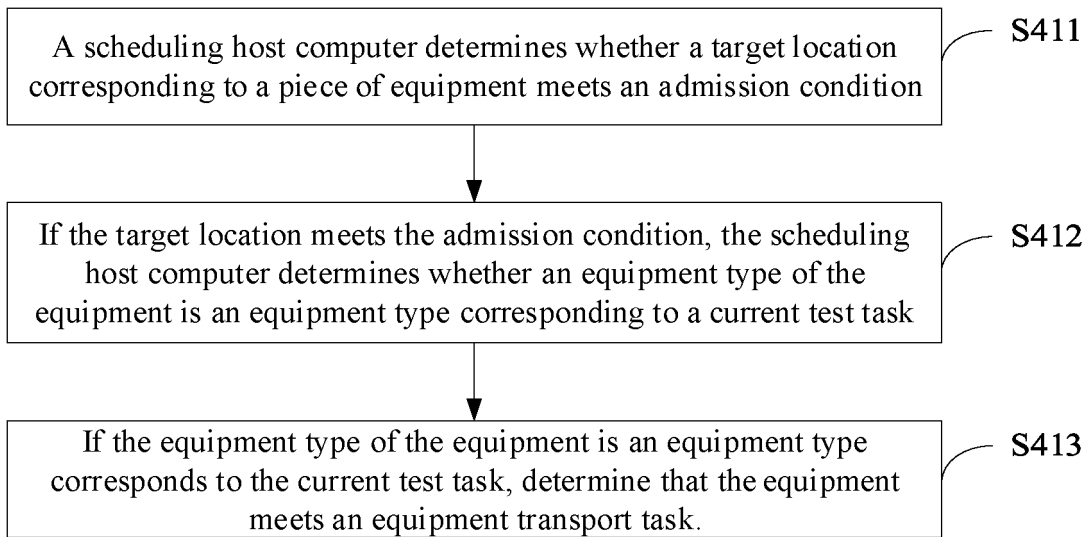 A scheduling host computer determines whether a target location
corresponding to a piece of equipment meets an admission condition
S411
If the target location meets the admission condition, the scheduling
host computer determines whether an equipment type of the
equipment is an equipment type corresponding to a current test task
S412
If the equipment type of the equipment is an equipment type
corresponds to the current test task, determine that the equipment
meets an equipment transport task.
S413